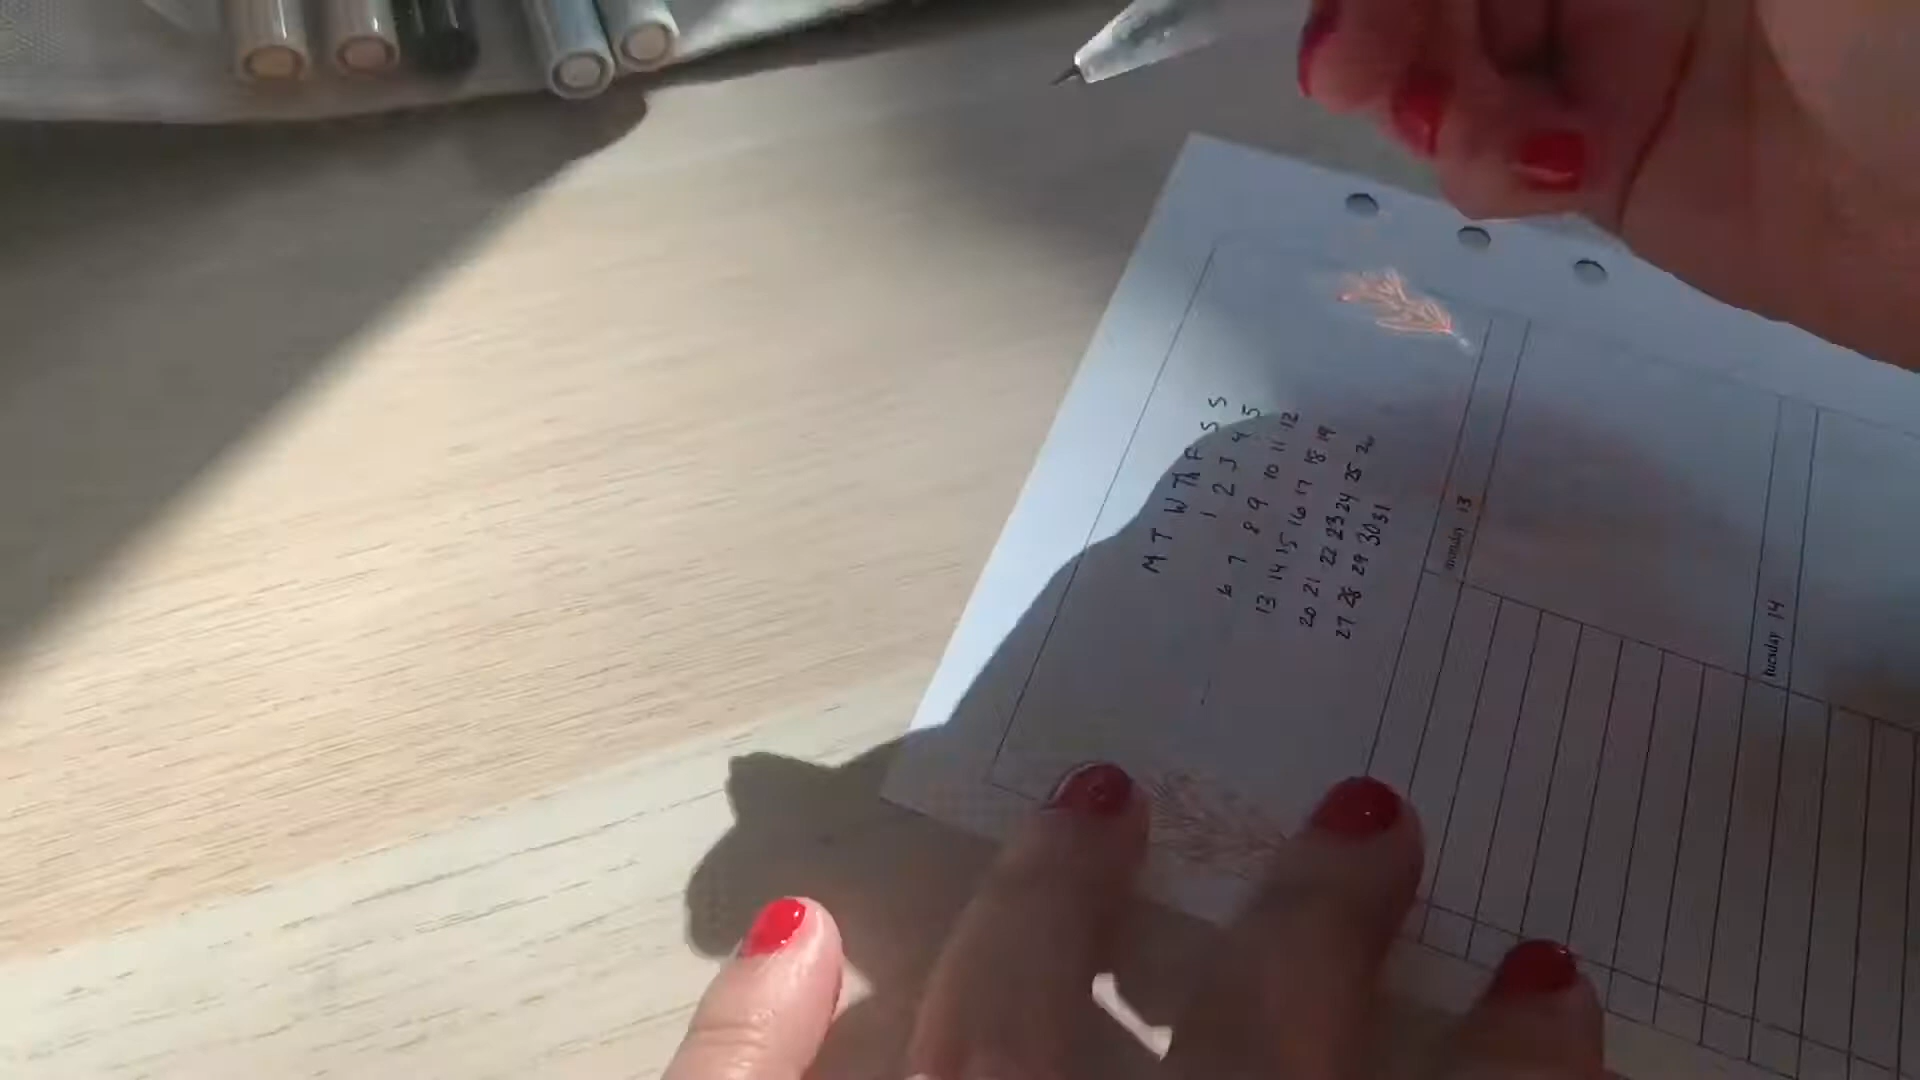 M T W Th F S S
1 2 3 4 5
6 7 8 9 10 11 12
13 14 15 16 17 18 19
20 21 22 23 24 25 26
27 28 29 30 31
monday 13
tuesday 14